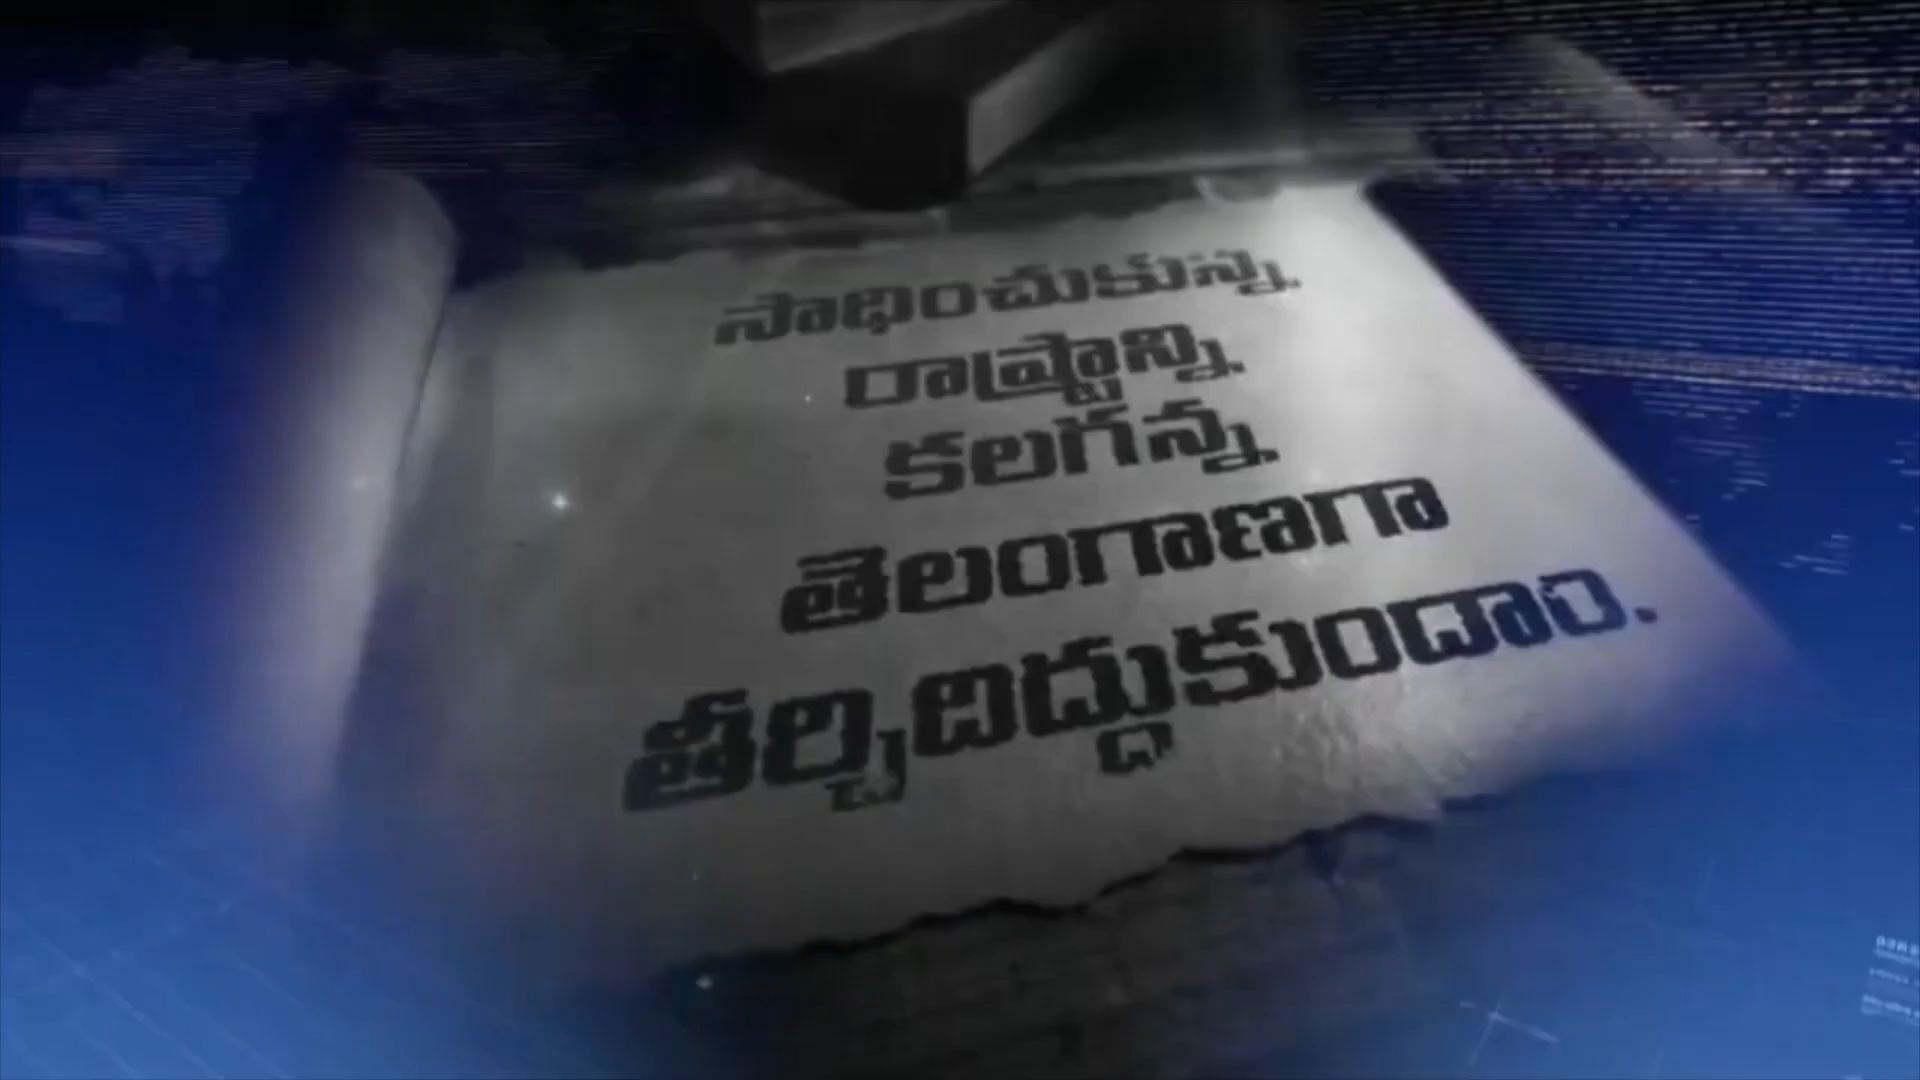 సాధించుకున్న
రాష్ట్రాన్ని
కలగన్న
తెలంగాణగా
తీర్చిదిద్దుకుందాం.